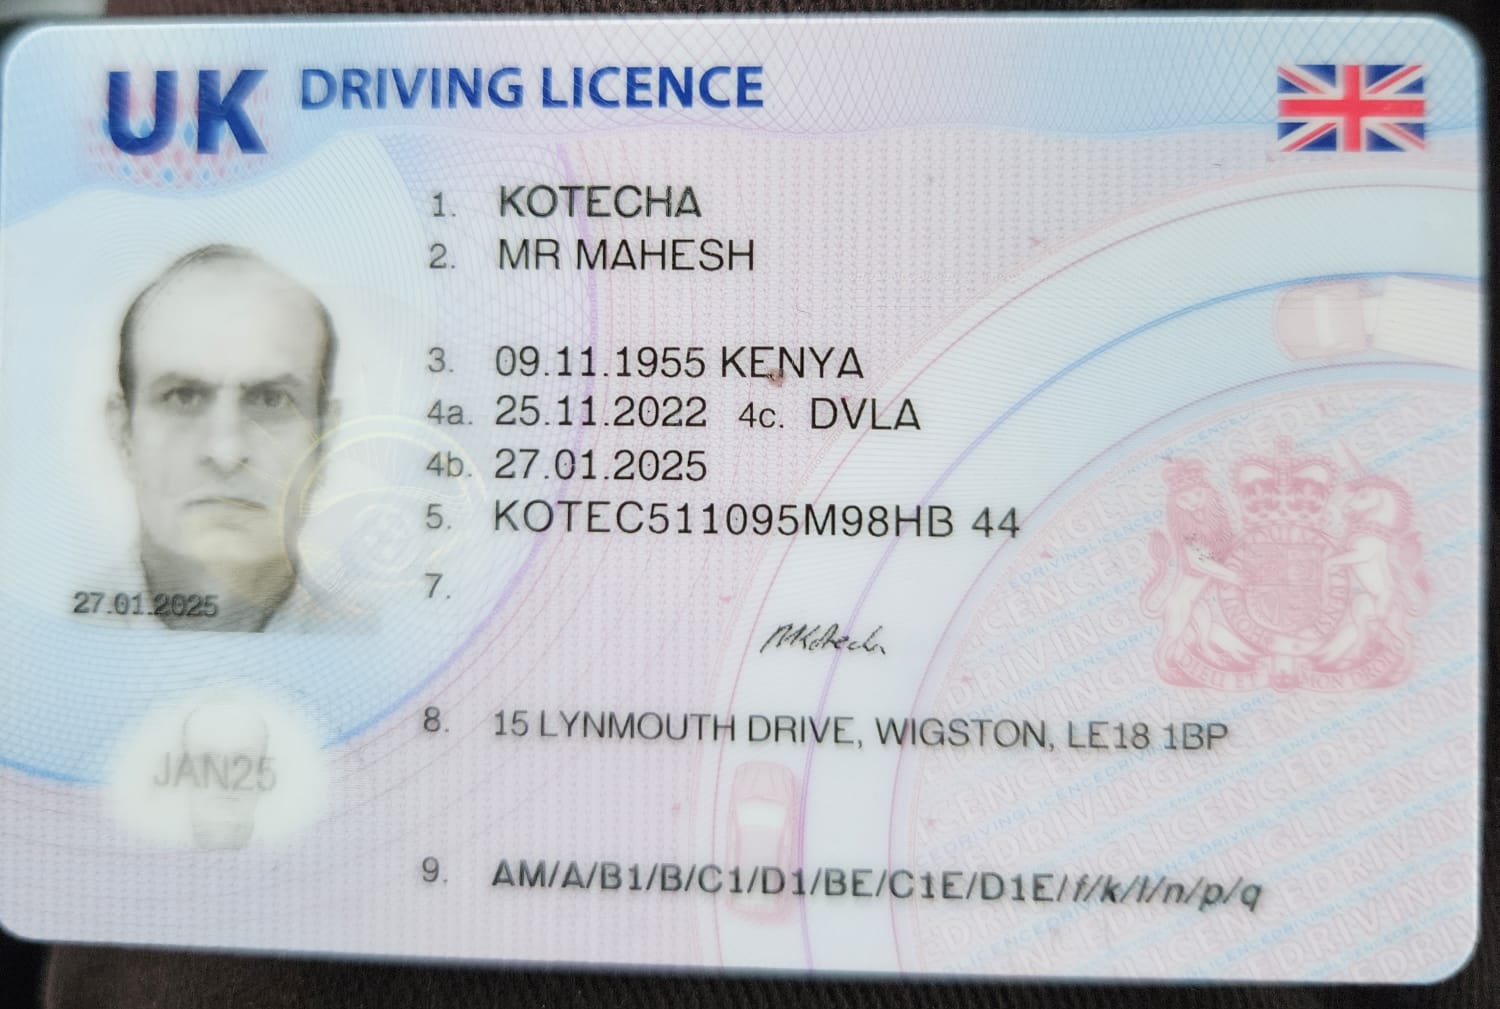 UK DRIVING LICENCE
1. KOTECHA
2. MR MAHESH
3. 09.11.1955 KENYA
4a. 25.11.2022 4c. DVLA
4b. 27.01.2025
5. KOTEC511095M98HB 44
7.
27.01.2025
MKotecha
8. 15 LYNMOUTH DRIVE, WIGSTON, LE18 1BP
JAN25
9. AM/A/B1/B/C1/D1/BE/C1E/D1E/f/k/l/n/p/q
DIEU ET MON DROIT